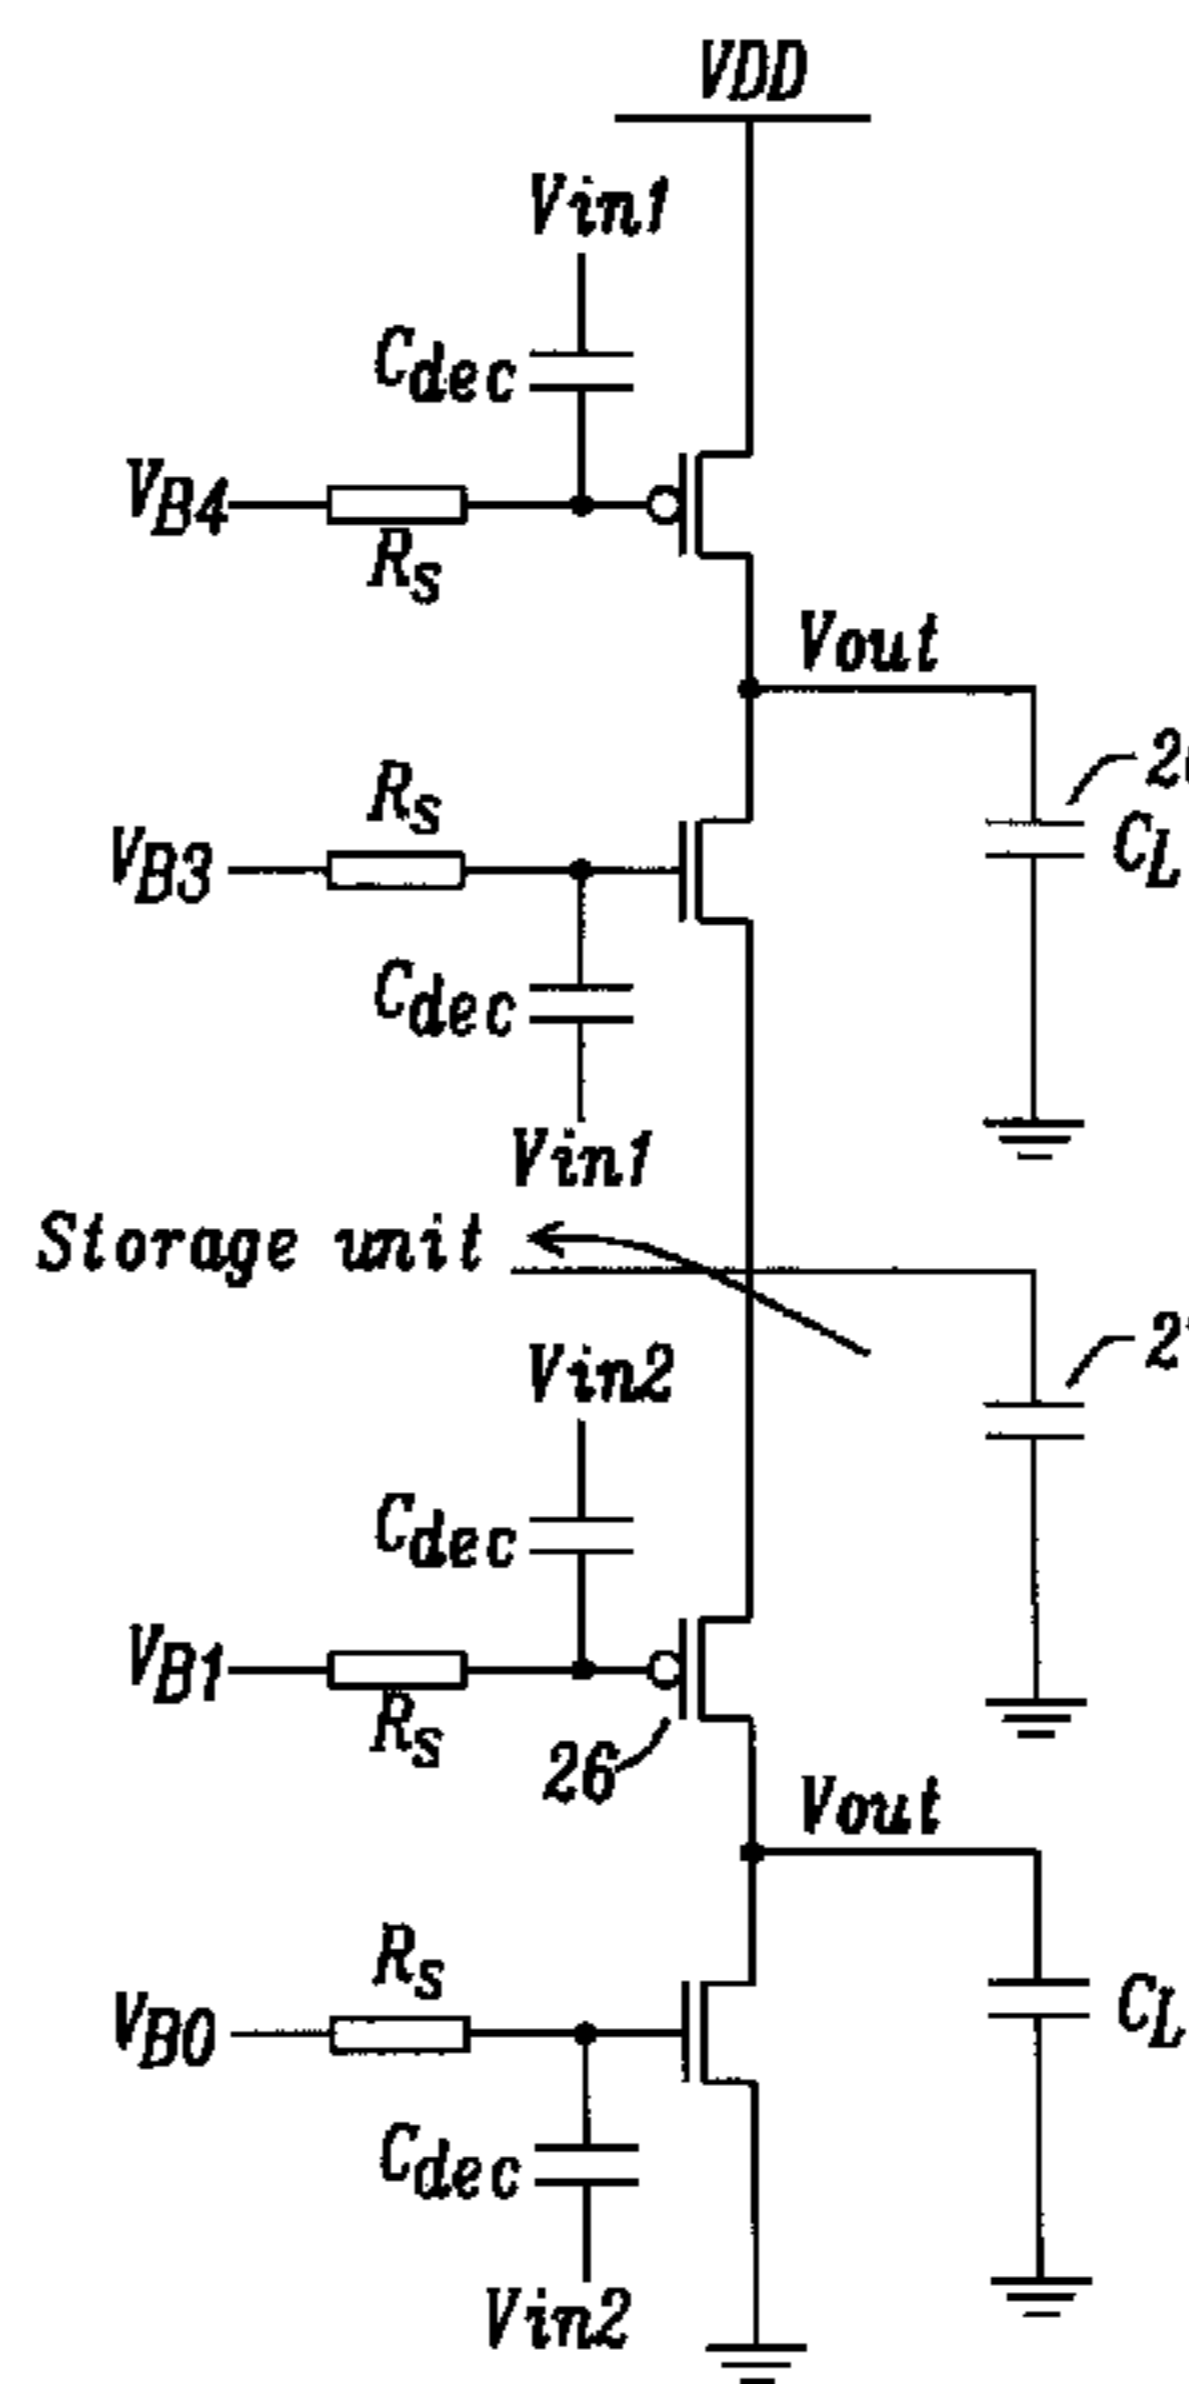 VDD
Vin1
Cdec
VB4
Rs
Vout
Rs
VB3
CL
Cdec
Vin1
Storage unit
Vin2
Cdec
VB1
Rs
26
Vout
Rs
VB0
CL
Cdec
Vin2